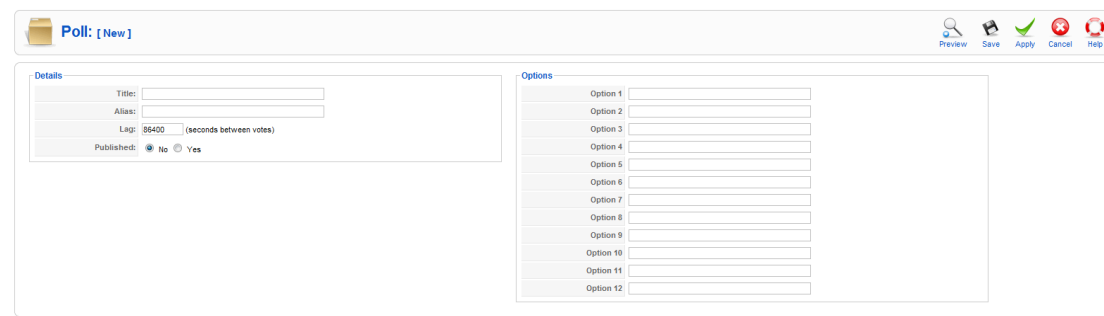 Poll: [ New ]
Preview Save Apply Cancel Help
Details
Title:
Alias:
Lag: 86400 (seconds between votes)
Published: No Yes
Options
Option 1
Option 2
Option 3
Option 4
Option 5
Option 6
Option 7
Option 8
Option 9
Option 10
Option 11
Option 12